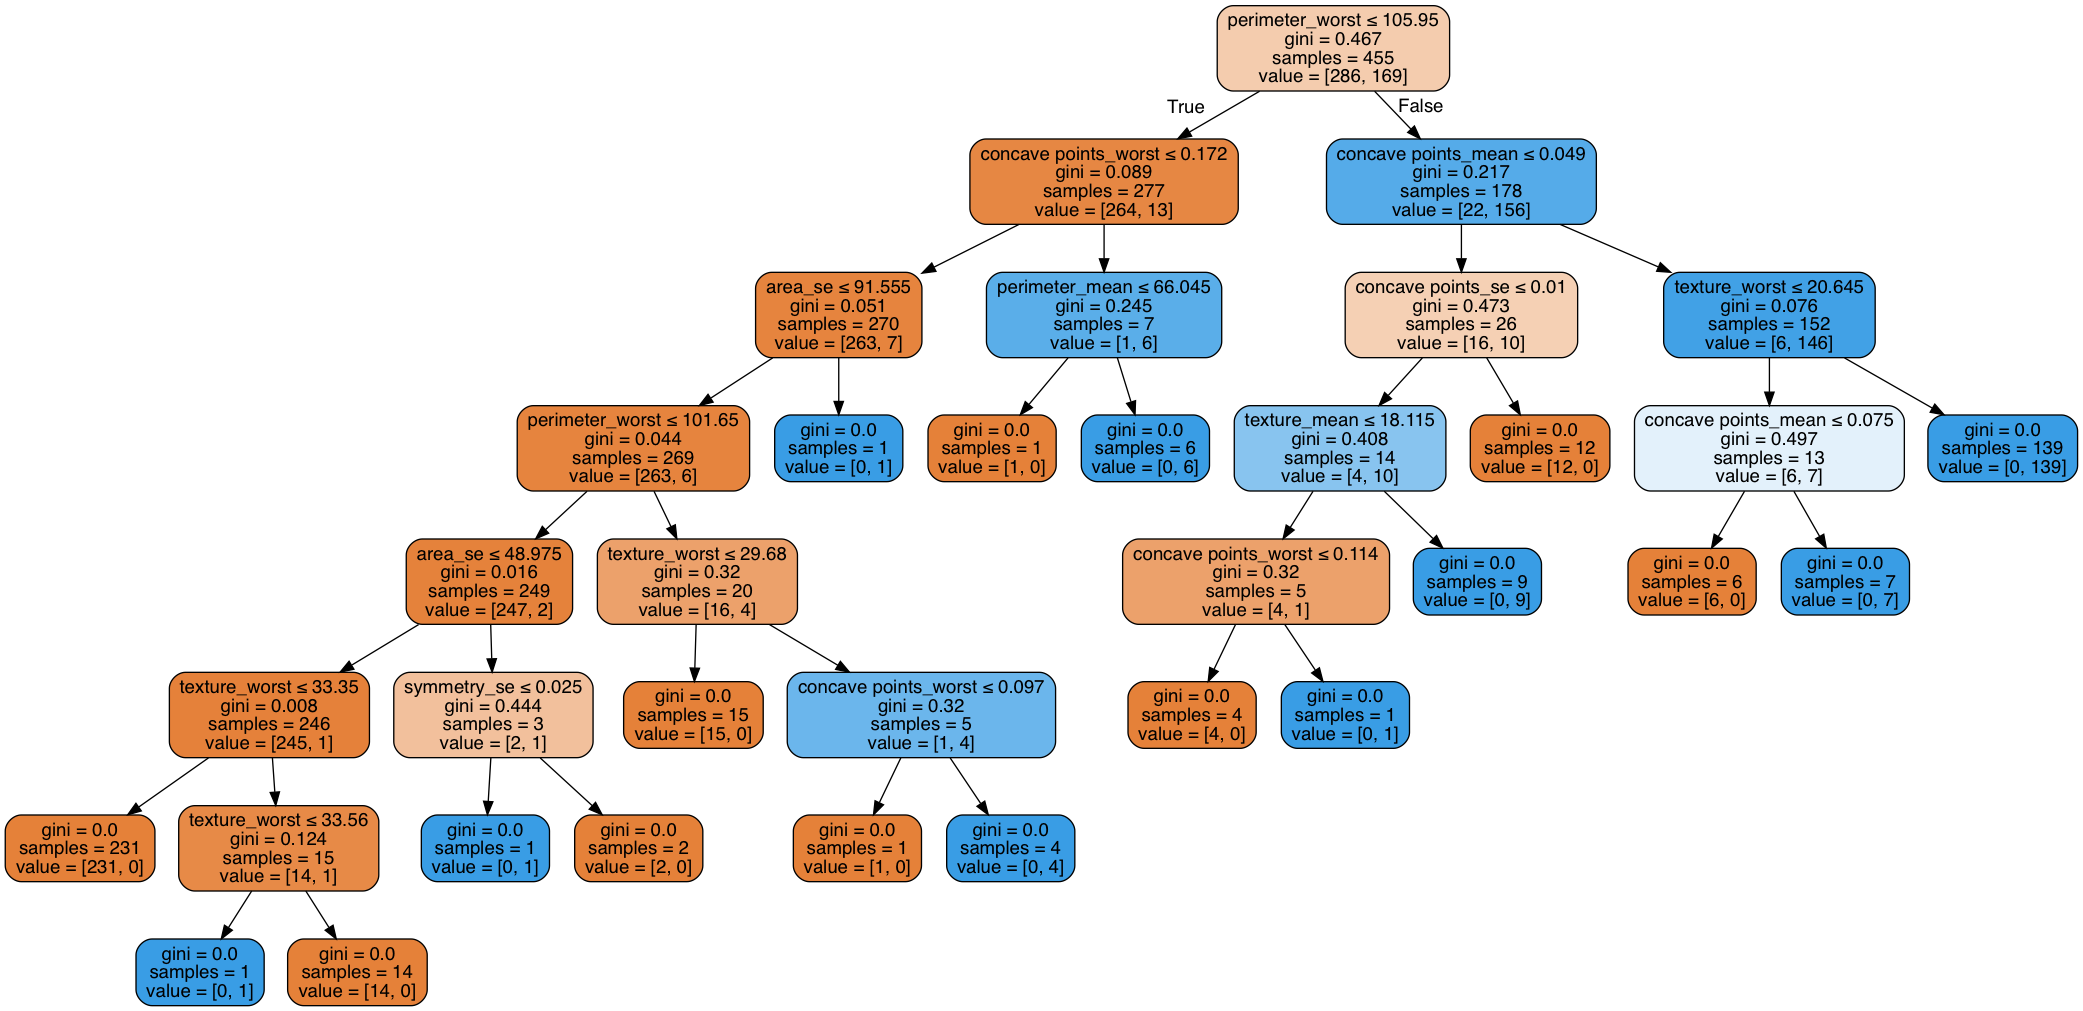 perimeter_worst ≤ 105.95
gini = 0.467
samples = 455
value = [286, 169]
True
False
concave points_worst ≤ 0.172
gini = 0.089
samples = 277
value = [264, 13]
concave points_mean ≤ 0.049
gini = 0.217
samples = 178
value = [22, 156]
area_se ≤ 91.555
gini = 0.051
samples = 270
value = [263, 7]
perimeter_mean ≤ 66.045
gini = 0.245
samples = 7
value = [1, 6]
concave points_se ≤ 0.01
gini = 0.473
samples = 26
value = [16, 10]
texture_worst ≤ 20.645
gini = 0.076
samples = 152
value = [6, 146]
perimeter_worst ≤ 101.65
gini = 0.044
samples = 269
value = [263, 6]
gini = 0.0
samples = 1
value = [0, 1]
gini = 0.0
samples = 1
value = [1, 0]
gini = 0.0
samples = 6
value = [0, 6]
texture_mean ≤ 18.115
gini = 0.408
samples = 14
value = [4, 10]
gini = 0.0
samples = 12
value = [12, 0]
concave points_mean ≤ 0.075
gini = 0.497
samples = 13
value = [6, 7]
gini = 0.0
samples = 139
value = [0, 139]
area_se ≤ 48.975
gini = 0.016
samples = 249
value = [247, 2]
texture_worst ≤ 29.68
gini = 0.32
samples = 20
value = [16, 4]
concave points_worst ≤ 0.114
gini = 0.32
samples = 5
value = [4, 1]
gini = 0.0
samples = 9
value = [0, 9]
gini = 0.0
samples = 6
value = [6, 0]
gini = 0.0
samples = 7
value = [0, 7]
texture_worst ≤ 33.35
gini = 0.008
samples = 246
value = [245, 1]
symmetry_se ≤ 0.025
gini = 0.444
samples = 3
value = [2, 1]
gini = 0.0
samples = 15
value = [15, 0]
concave points_worst ≤ 0.097
gini = 0.32
samples = 5
value = [1, 4]
gini = 0.0
samples = 4
value = [4, 0]
gini = 0.0
samples = 1
value = [0, 1]
gini = 0.0
samples = 231
value = [231, 0]
texture_worst ≤ 33.56
gini = 0.124
samples = 15
value = [14, 1]
gini = 0.0
samples = 1
value = [0, 1]
gini = 0.0
samples = 2
value = [2, 0]
gini = 0.0
samples = 1
value = [1, 0]
gini = 0.0
samples = 4
value = [0, 4]
gini = 0.0
samples = 1
value = [0, 1]
gini = 0.0
samples = 14
value = [14, 0]